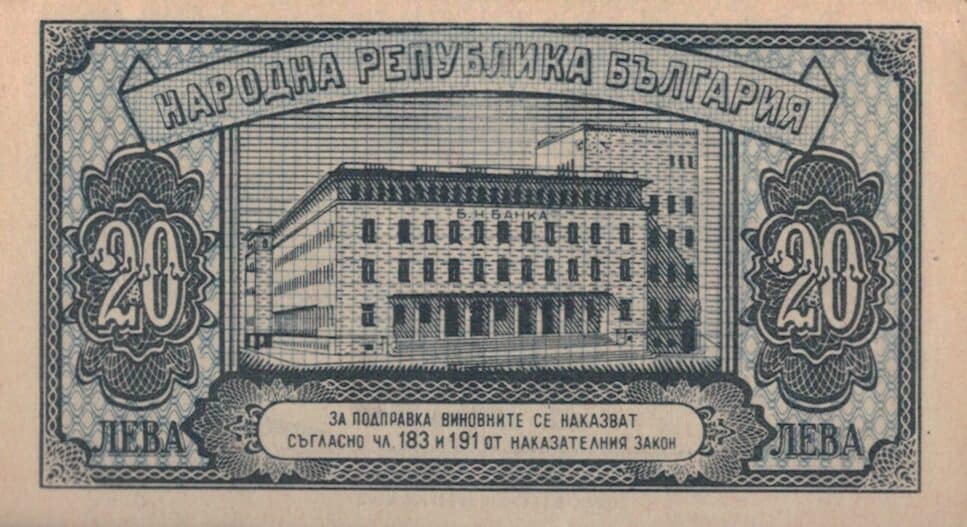 НАРОДНА РЕПУБЛИКА БЪЛГАРИЯ
Б.Н.БАНКА
20 20
ЛЕВА ЛЕВА
ЗА ПОДПРАВКА ВИНОВНИТЕ СЕ НАКАЗВАТ
СЪГЛАСНО ЧЛ. 183 И 191 ОТ НАКАЗАТЕЛНИЯ ЗАКОН